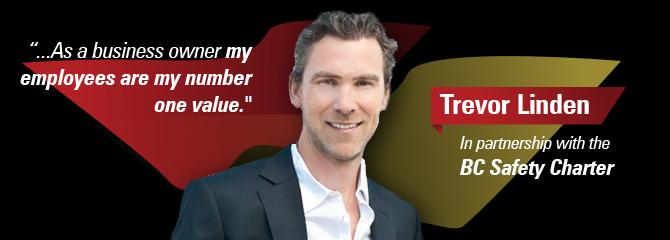 “...As a business owner my
employees are my number
one value."
Trevor Linden
In partnership with the
BC Safety Charter